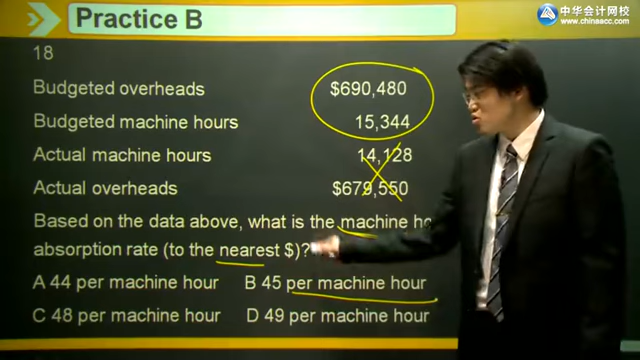 Practice B
中华会计网校
www.chinaacc.com
18
Budgeted overheads $690,480
Budgeted machine hours 15,344
Actual machine hours 14,128
Actual overheads $679,550
Based on the data above, what is the machine ho
absorption rate (to the nearest $)?
A 44 per machine hour B 45 per machine hour
C 48 per machine hour D 49 per machine hour